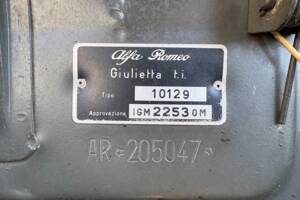 Alfa Romeo
Giulietta t.i.
Tipo 10129
Approvazione IGM 2253 OM
AR *205047*